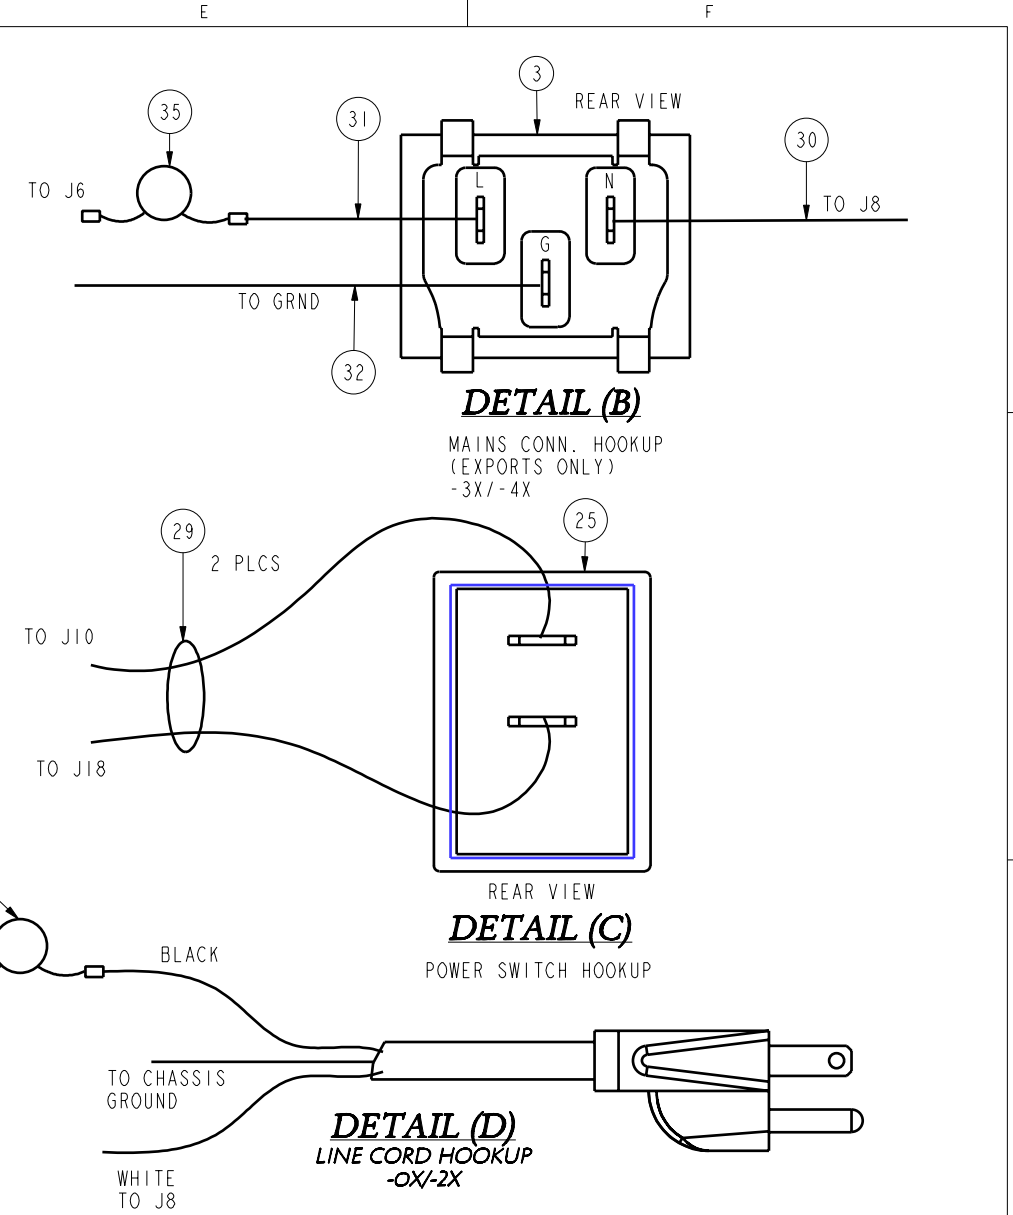 E
F
35
31
3
REAR VIEW
30
TO J6
L
N
TO J8
G
TO GRND
32
DETAIL (B)
MAINS CONN. HOOKUP
(EXPORTS ONLY)
-3X/-4X
29
2 PLCS
25
TO J10
TO J18
REAR VIEW
DETAIL (C)
POWER SWITCH HOOKUP
BLACK
TO CHASSIS
GROUND
DETAIL (D)
LINE CORD HOOKUP
-0X/-2X
WHITE
TO J8